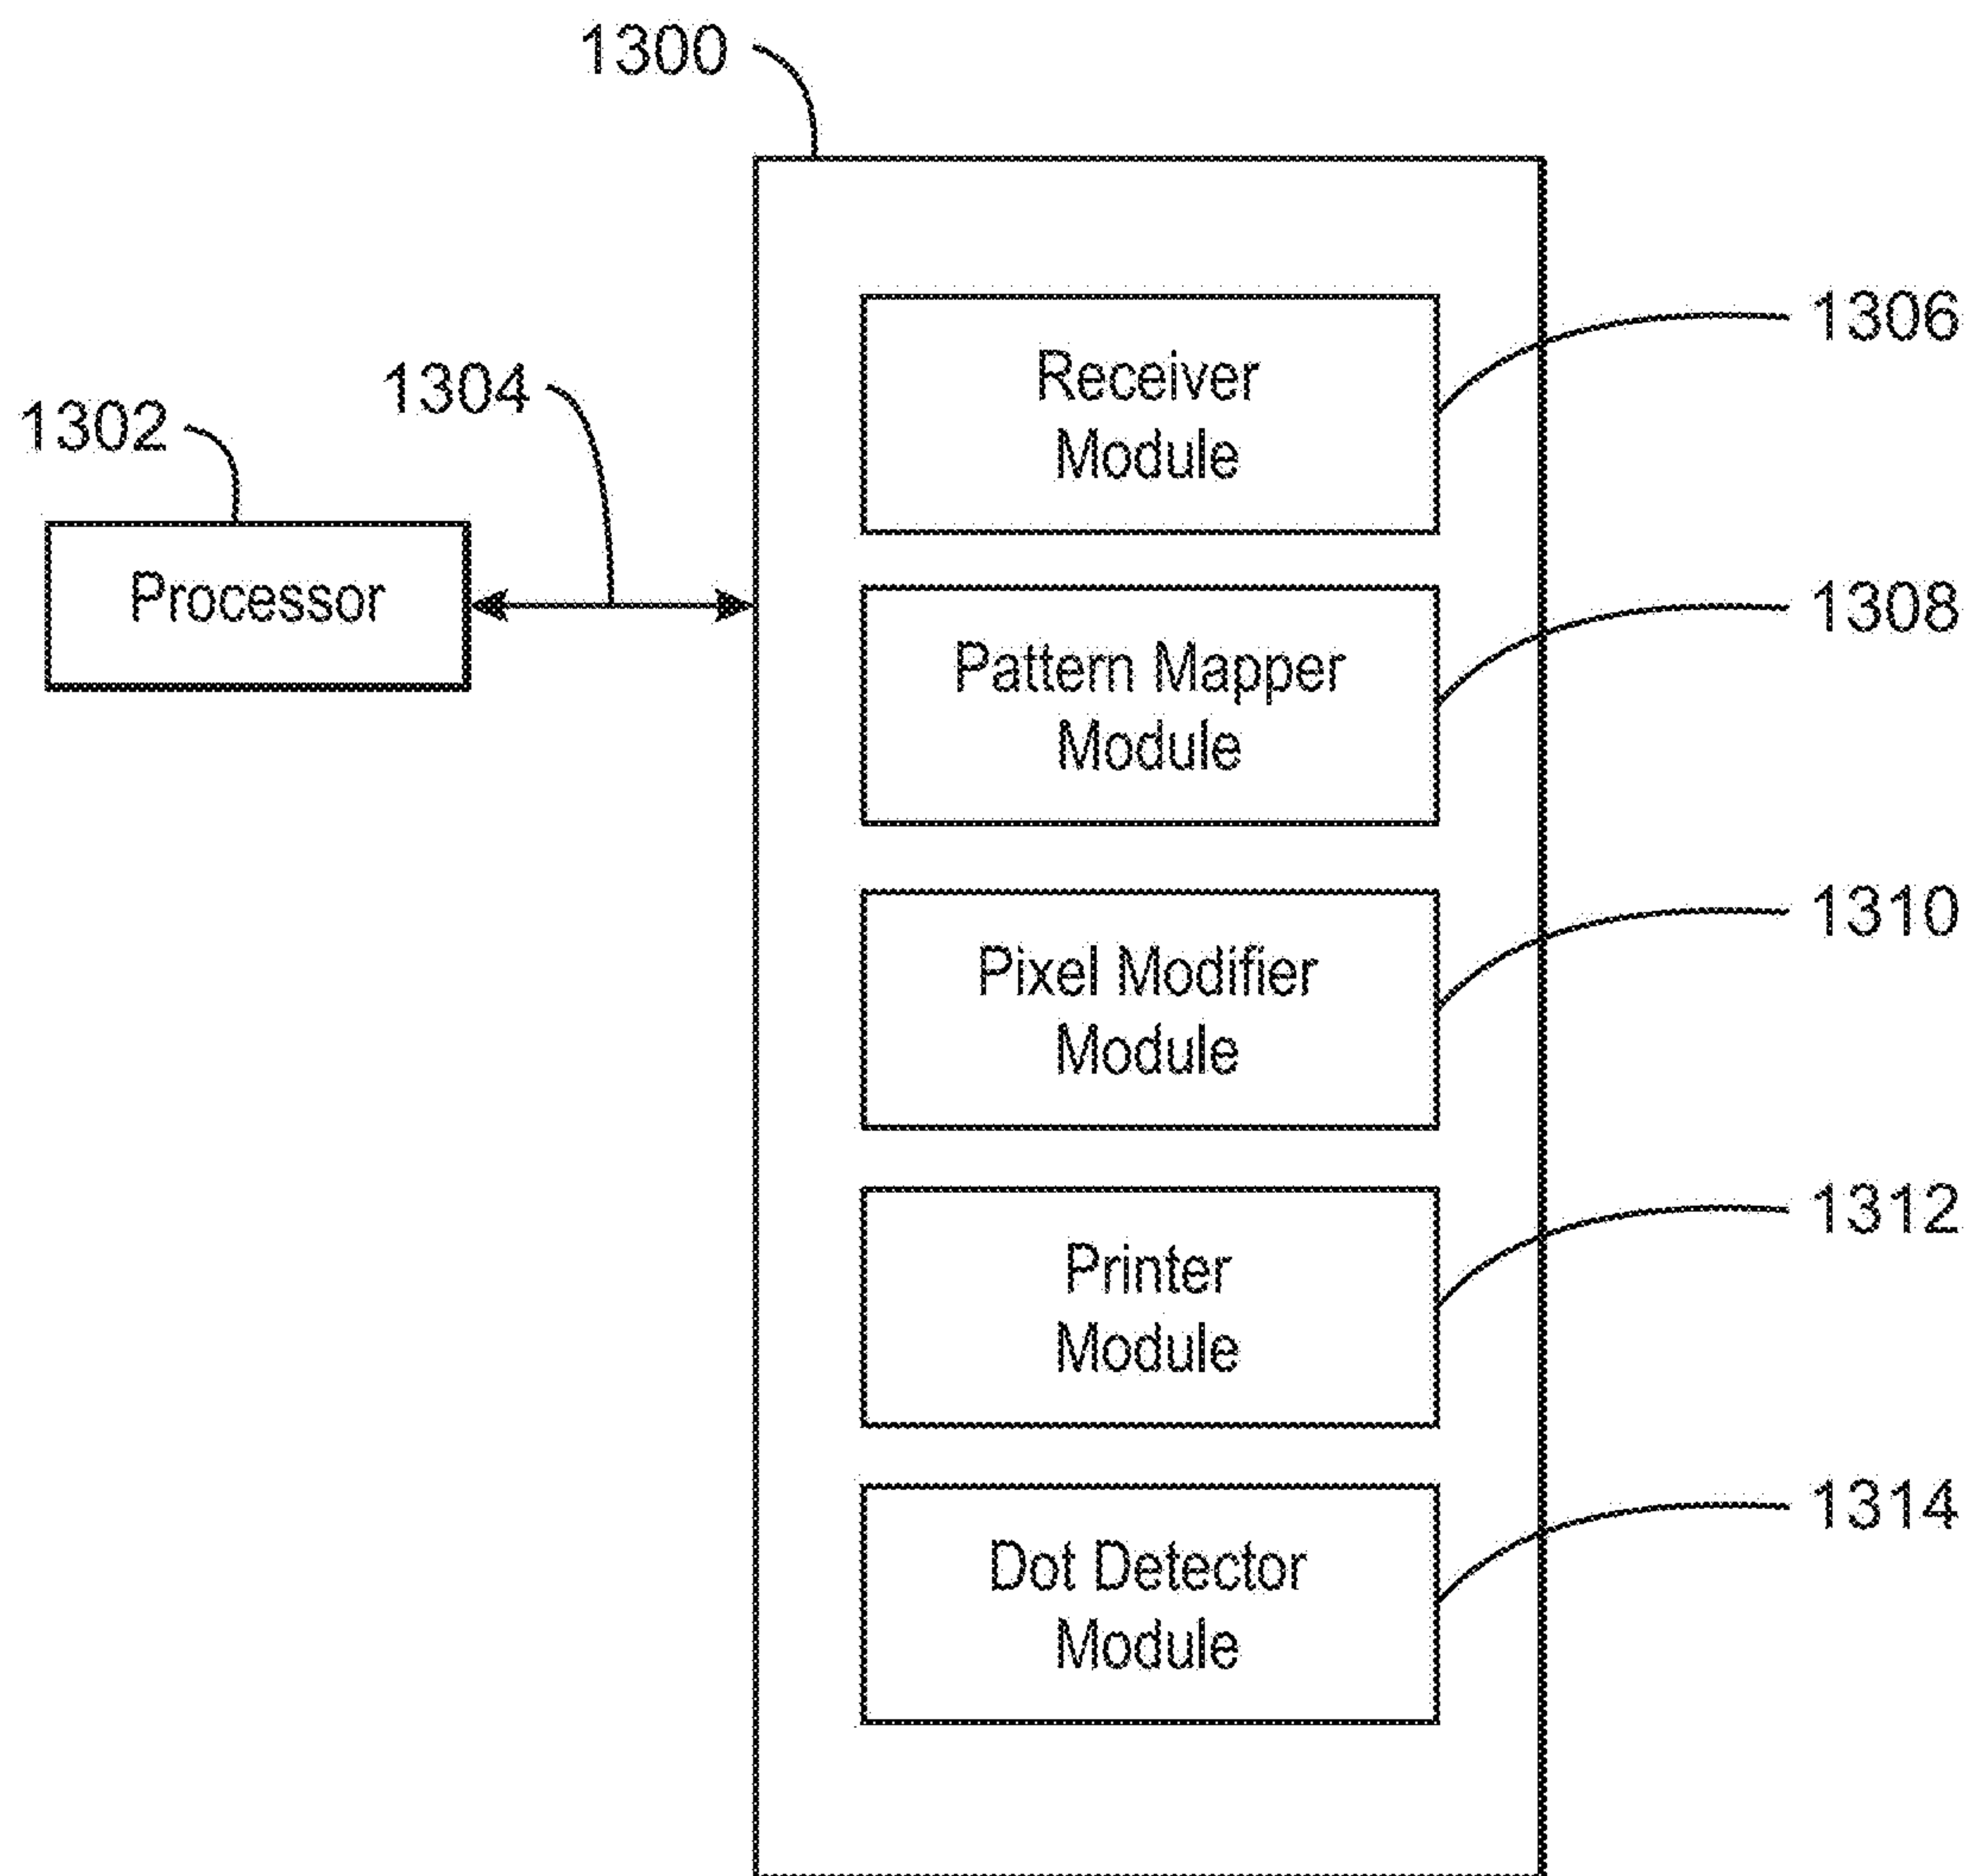 1300
1306
Receiver
Module
1304
1302
Processor
1308
Pattern Mapper
Module
1310
Pixel Modifier
Module
1312
Printer
Module
1314
Dot Detector
Module